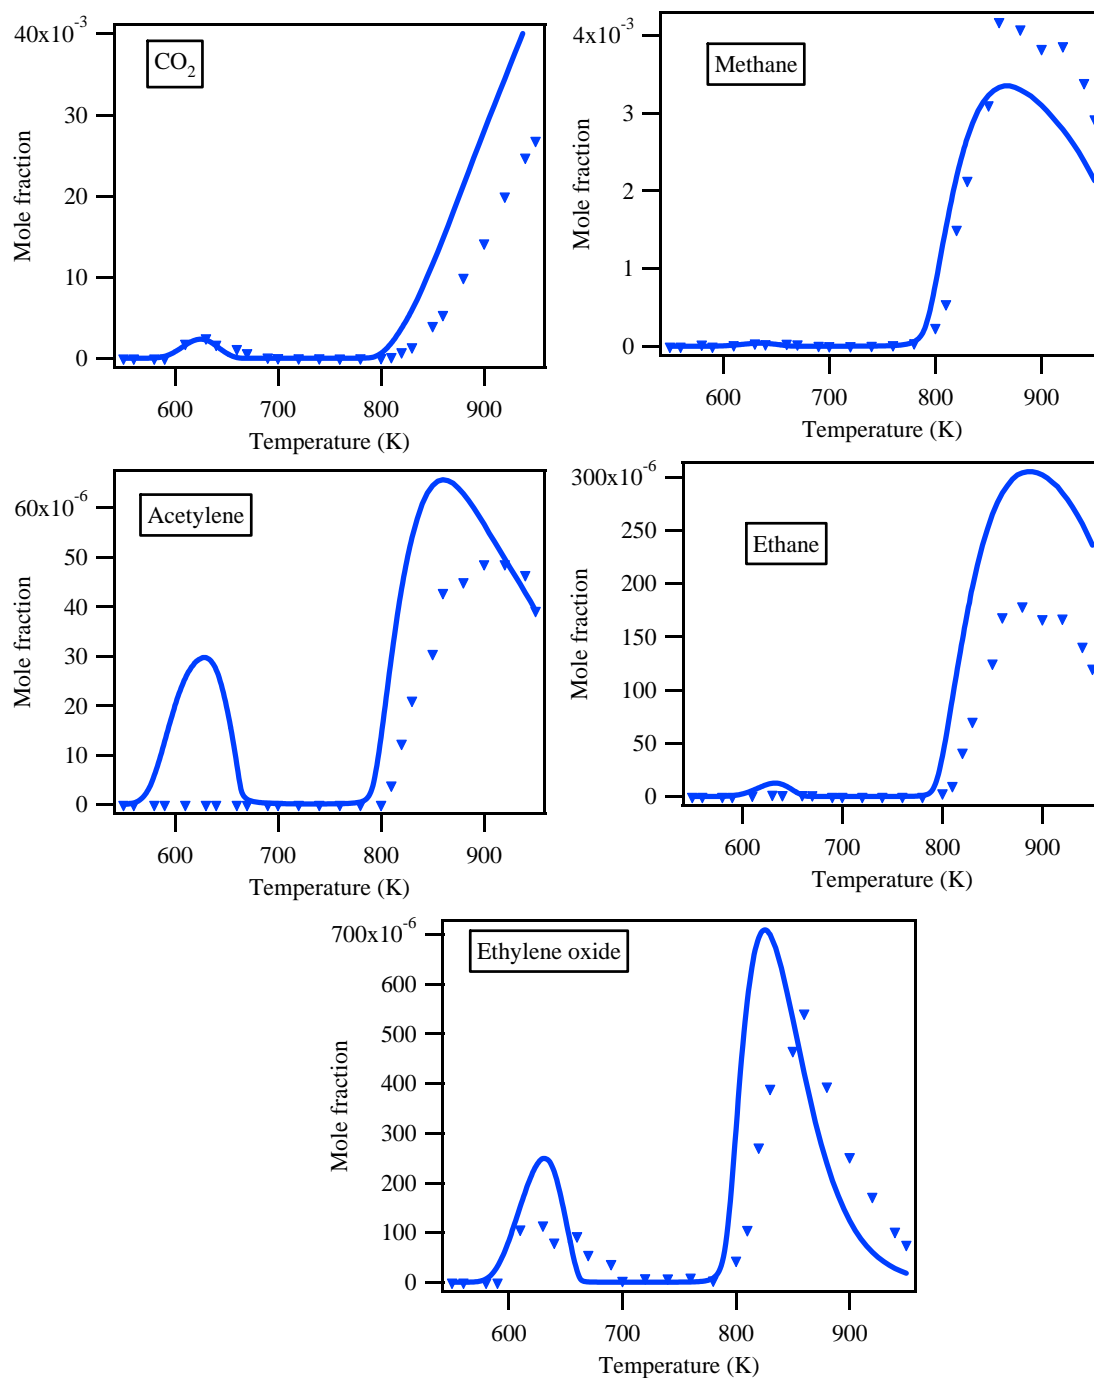 40x10-3
30
20
10
0
Mole fraction
CO2
600 700 800 900
Temperature (K)
4x10-3
3
2
1
0
Mole fraction
Methane
600 700 800 900
Temperature (K)
60x10-6
50
40
30
20
10
0
Mole fraction
Acetylene
600 700 800 900
Temperature (K)
300x10-6
250
200
150
100
50
0
Mole fraction
Ethane
600 700 800 900
Temperature (K)
700x10-6
600
500
400
300
200
100
0
Mole fraction
Ethylene oxide
600 700 800 900
Temperature (K)